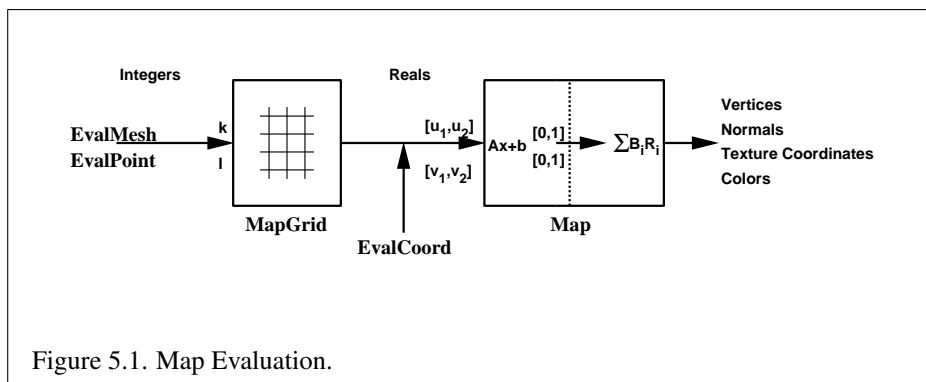 Integers
Reals
EvalMesh
EvalPoint
k
l
[u1,u2]
[v1,v2]
Ax+b
[0,1]
[0,1]
∑BiRi
Vertices
Normals
Texture Coordinates
Colors
MapGrid
EvalCoord
Map
Figure 5.1. Map Evaluation.